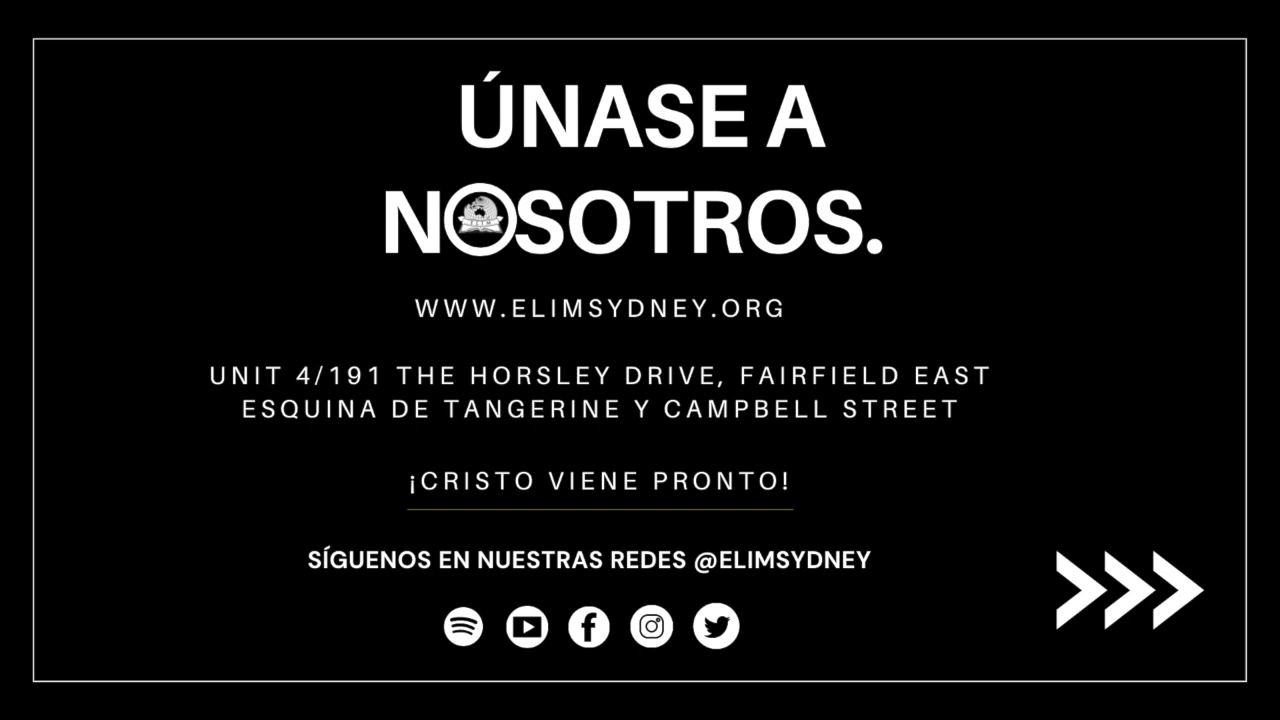 ÚNASE A
NOSOTROS.
ELIM
WWW.ELIMSYDNEY.ORG
UNIT 4/191 THE HORSLEY DRIVE, FAIRFIELD EAST
ESQUINA DE TANGERINE Y CAMPBELL STREET
¡CRISTO VIENE PRONTO!
SÍGUENOS EN NUESTRAS REDES @ELIMSYDNEY